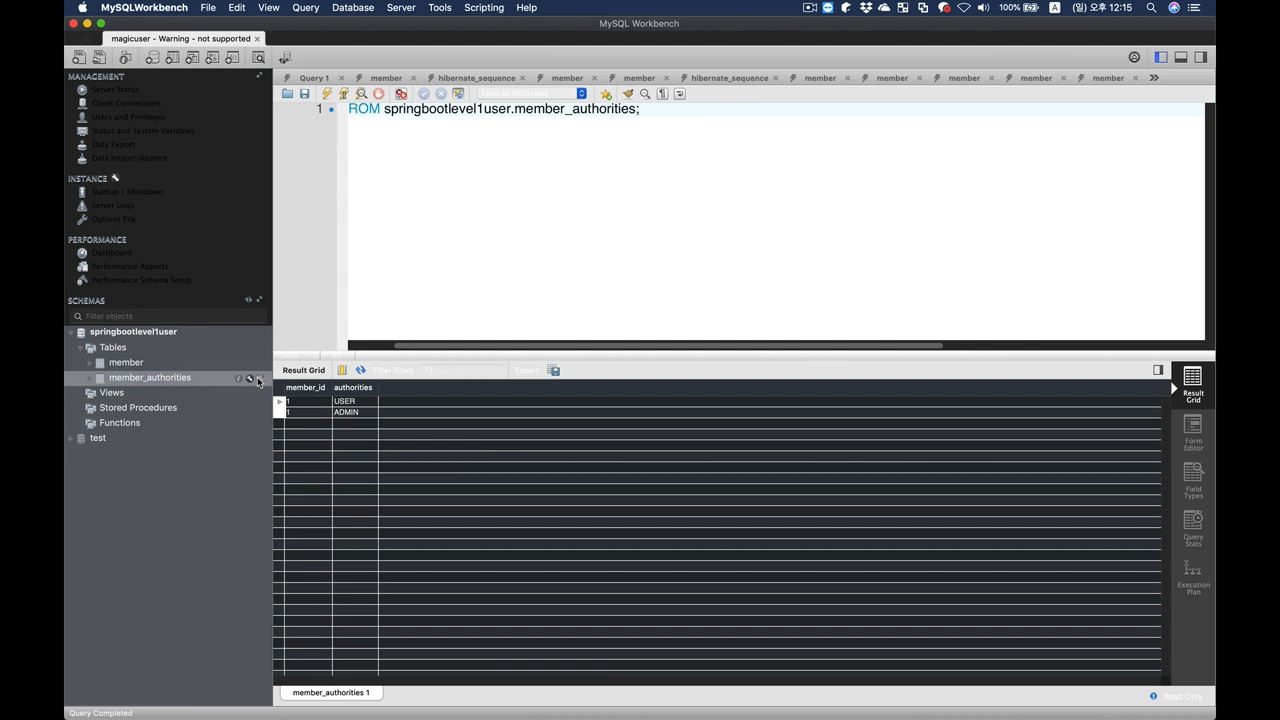 MySQLWorkbench File Edit View Query Database Server Tools Scripting Help 100% (일) 오후 12:15
MySQL Workbench
magicuser - Warning - not supported
MANAGEMENT
Server Status
Client Connections
Users and Privileges
Status and System Variables
Data Export
Data Import/Restore
INSTANCE
Startup / Shutdown
Server Logs
Options File
PERFORMANCE
Dashboard
Performance Reports
Performance Schema Setup
SCHEMAS
Filter objects
springbootlevel1user
Tables
member
member_authorities
Views
Stored Procedures
Functions
test
Query 1 member hibernate_sequence member member hibernate_sequence member member member member member
Limit to 1000 rows
1 ROM springbootlevel1user.member_authorities;
Result Grid Filter Rows: Search Export:
member_id authorities
1 USER
1 ADMIN
Result
Grid
Form
Editor
Field
Types
Query
Stats
Execution
Plan
member_authorities 1
Read Only
Query Completed